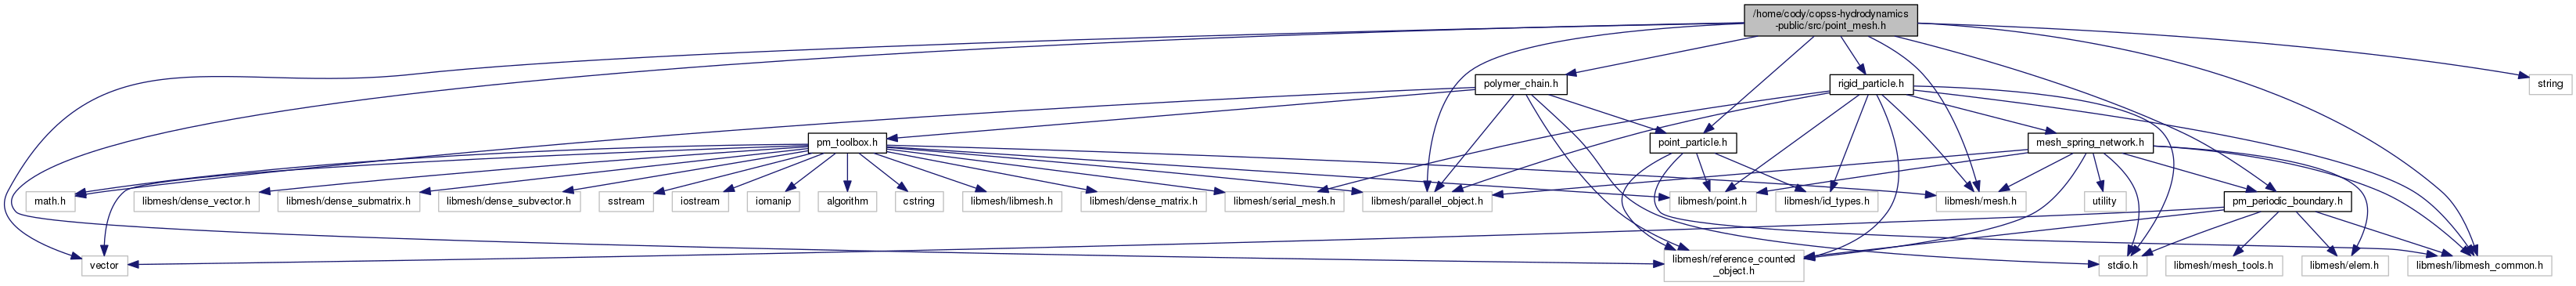 /home/cody/copss-hydrodynamics
-public/src/point_mesh.h
polymer_chain.h
rigid_particle.h
string
pm_toolbox.h
point_particle.h
mesh_spring_network.h
math.h
libmesh/dense_vector.h
libmesh/dense_submatrix.h
libmesh/dense_subvector.h
sstream
iostream
iomanip
algorithm
cstring
libmesh/libmesh.h
libmesh/dense_matrix.h
libmesh/serial_mesh.h
libmesh/parallel_object.h
libmesh/point.h
libmesh/id_types.h
libmesh/mesh.h
utility
pm_periodic_boundary.h
vector
libmesh/reference_counted
_object.h
stdio.h
libmesh/mesh_tools.h
libmesh/elem.h
libmesh/libmesh_common.h